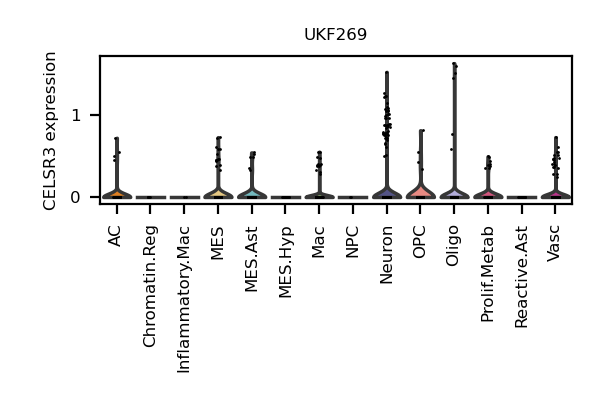 UKF269
CELSR3 expression
1
0
AC
Chromatin.Reg
Inflammatory.Mac
MES
MES.Ast
MES.Hyp
Mac
NPC
Neuron
OPC
Oligo
Prolif.Metab
Reactive.Ast
Vasc